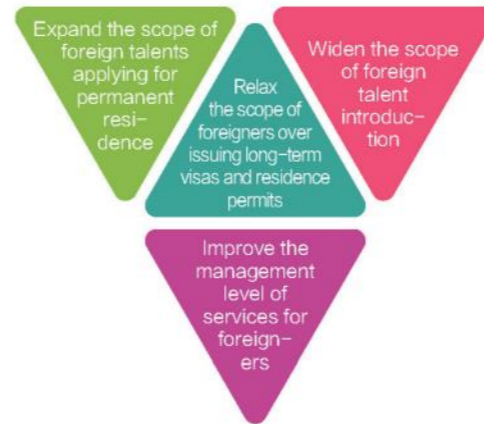 Expand the scope of
foreign talents
applying for
permanent
resi-
dence
Relax
the scope of
foreigners over
issuing long-term
visas and residence
permits
Widen the scope
of foreign
talent
introduc-
tion
Improve the
management
level of
services for
foreign-
ers